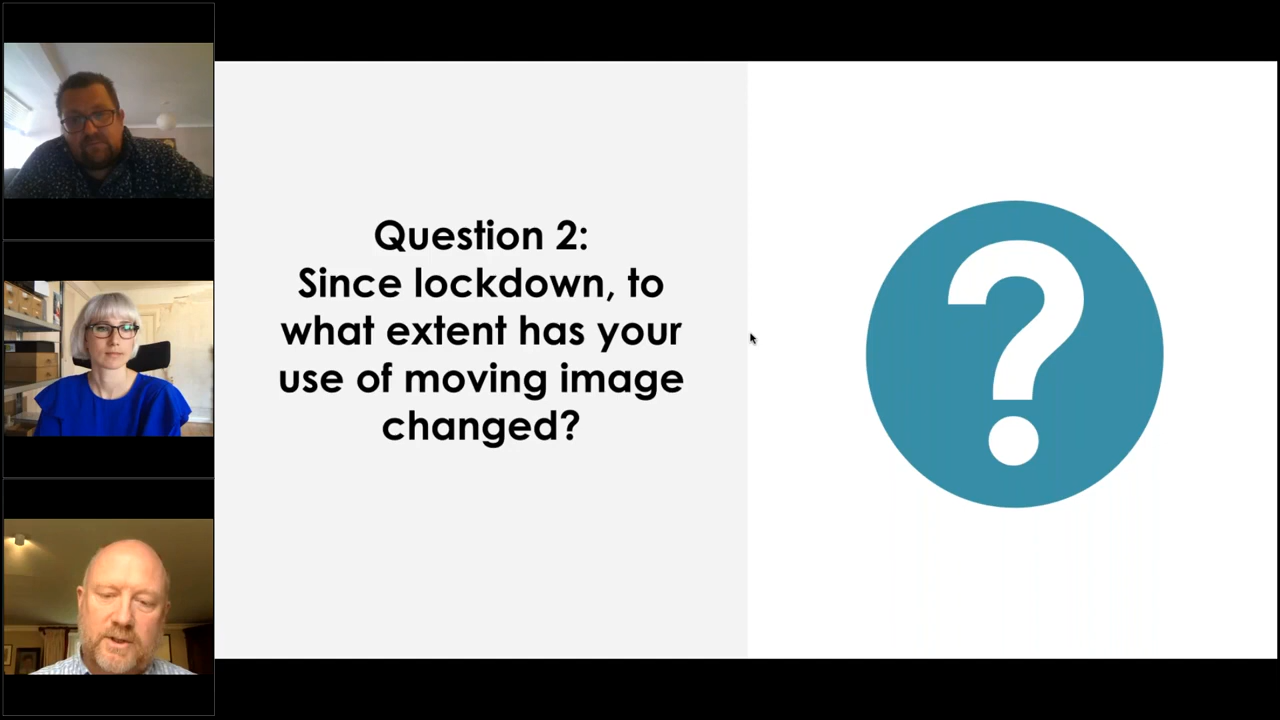 Question 2:
Since lockdown, to
what extent has your
use of moving image
changed?
?